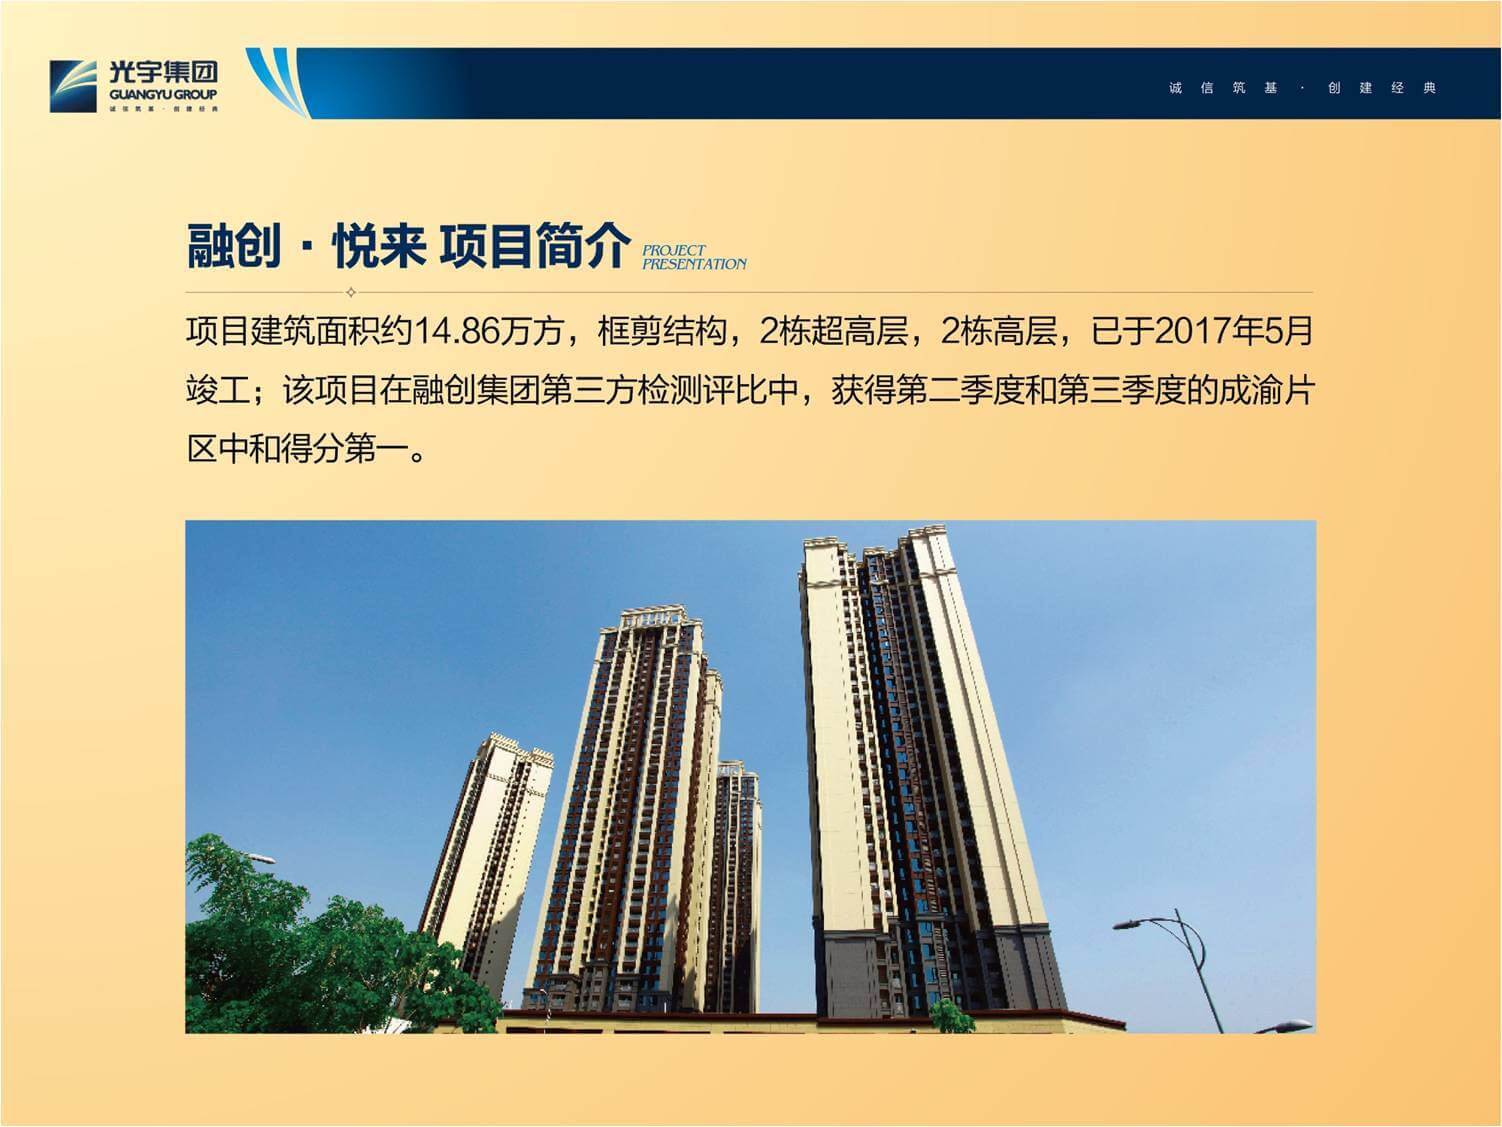 光宇集团
GUANGYU GROUP
诚信筑基·创建经典
诚信筑基·创建经典
融创·悦来 项目简介 PROJECT
PRESENTATION
项目建筑面积约14.86万方，框剪结构，2栋超高层，2栋高层，已于2017年5月
竣工；该项目在融创集团第三方检测评比中，获得第二季度和第三季度的成渝片
区中和得分第一。